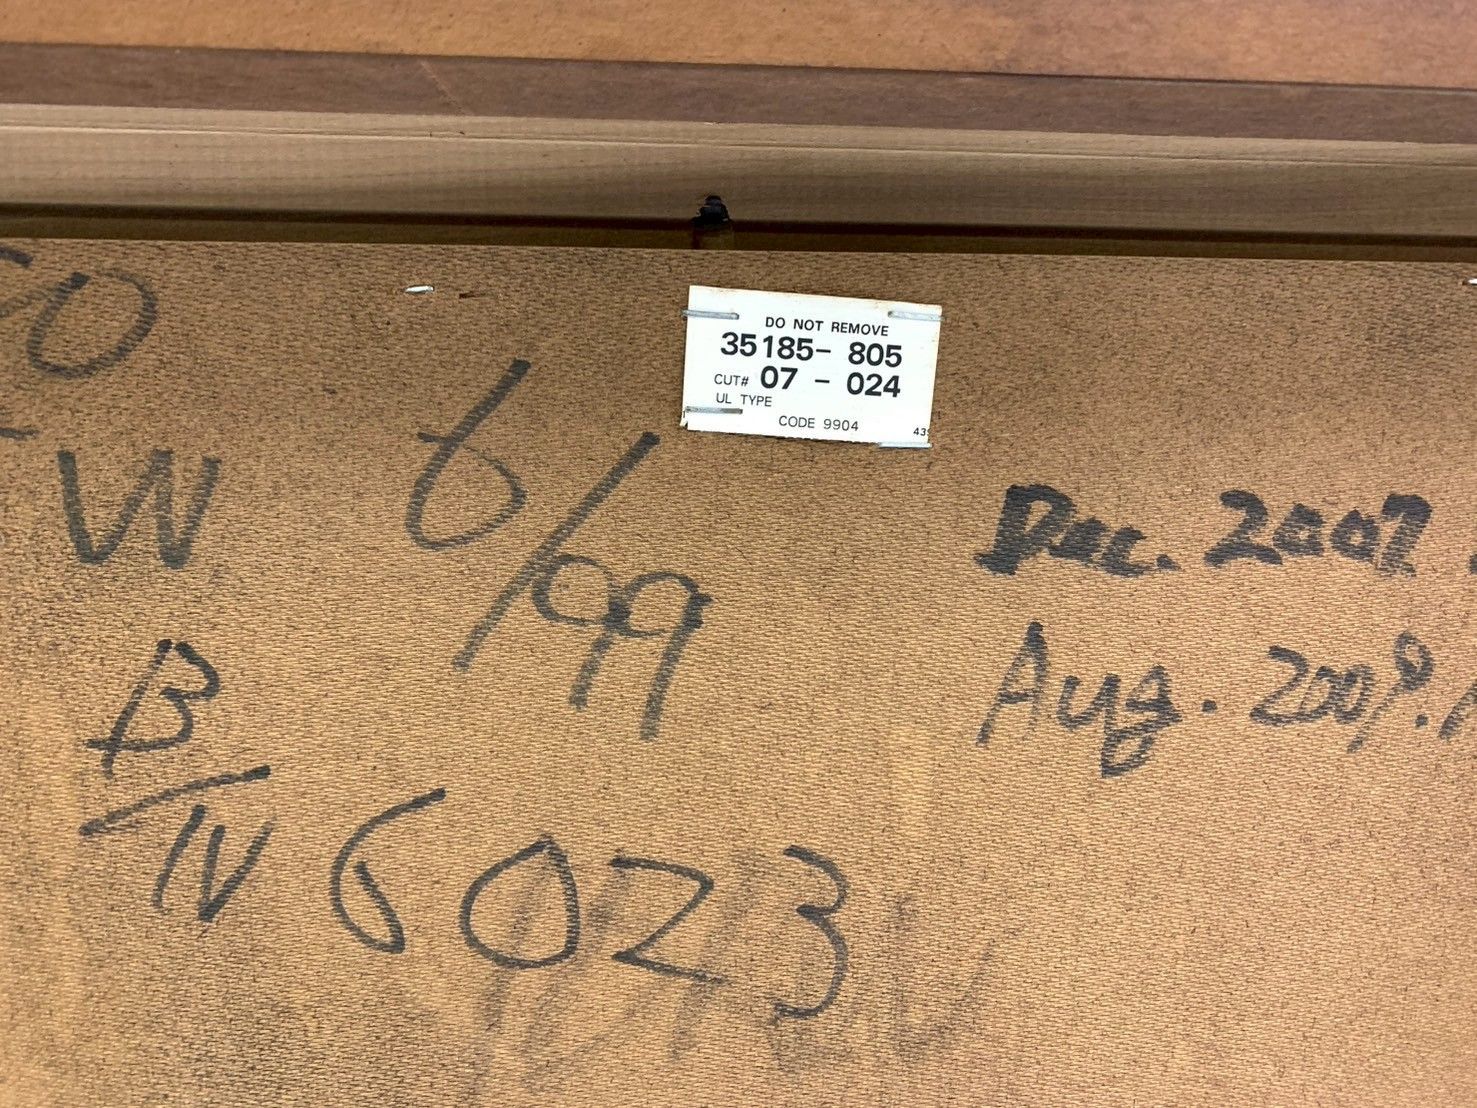 DO NOT REMOVE
35185- 805
CUT# 07 - 024
UL TYPE
CODE 9904
6/99
W
Dec. 2007
Aug. 2009.
B/N 6023